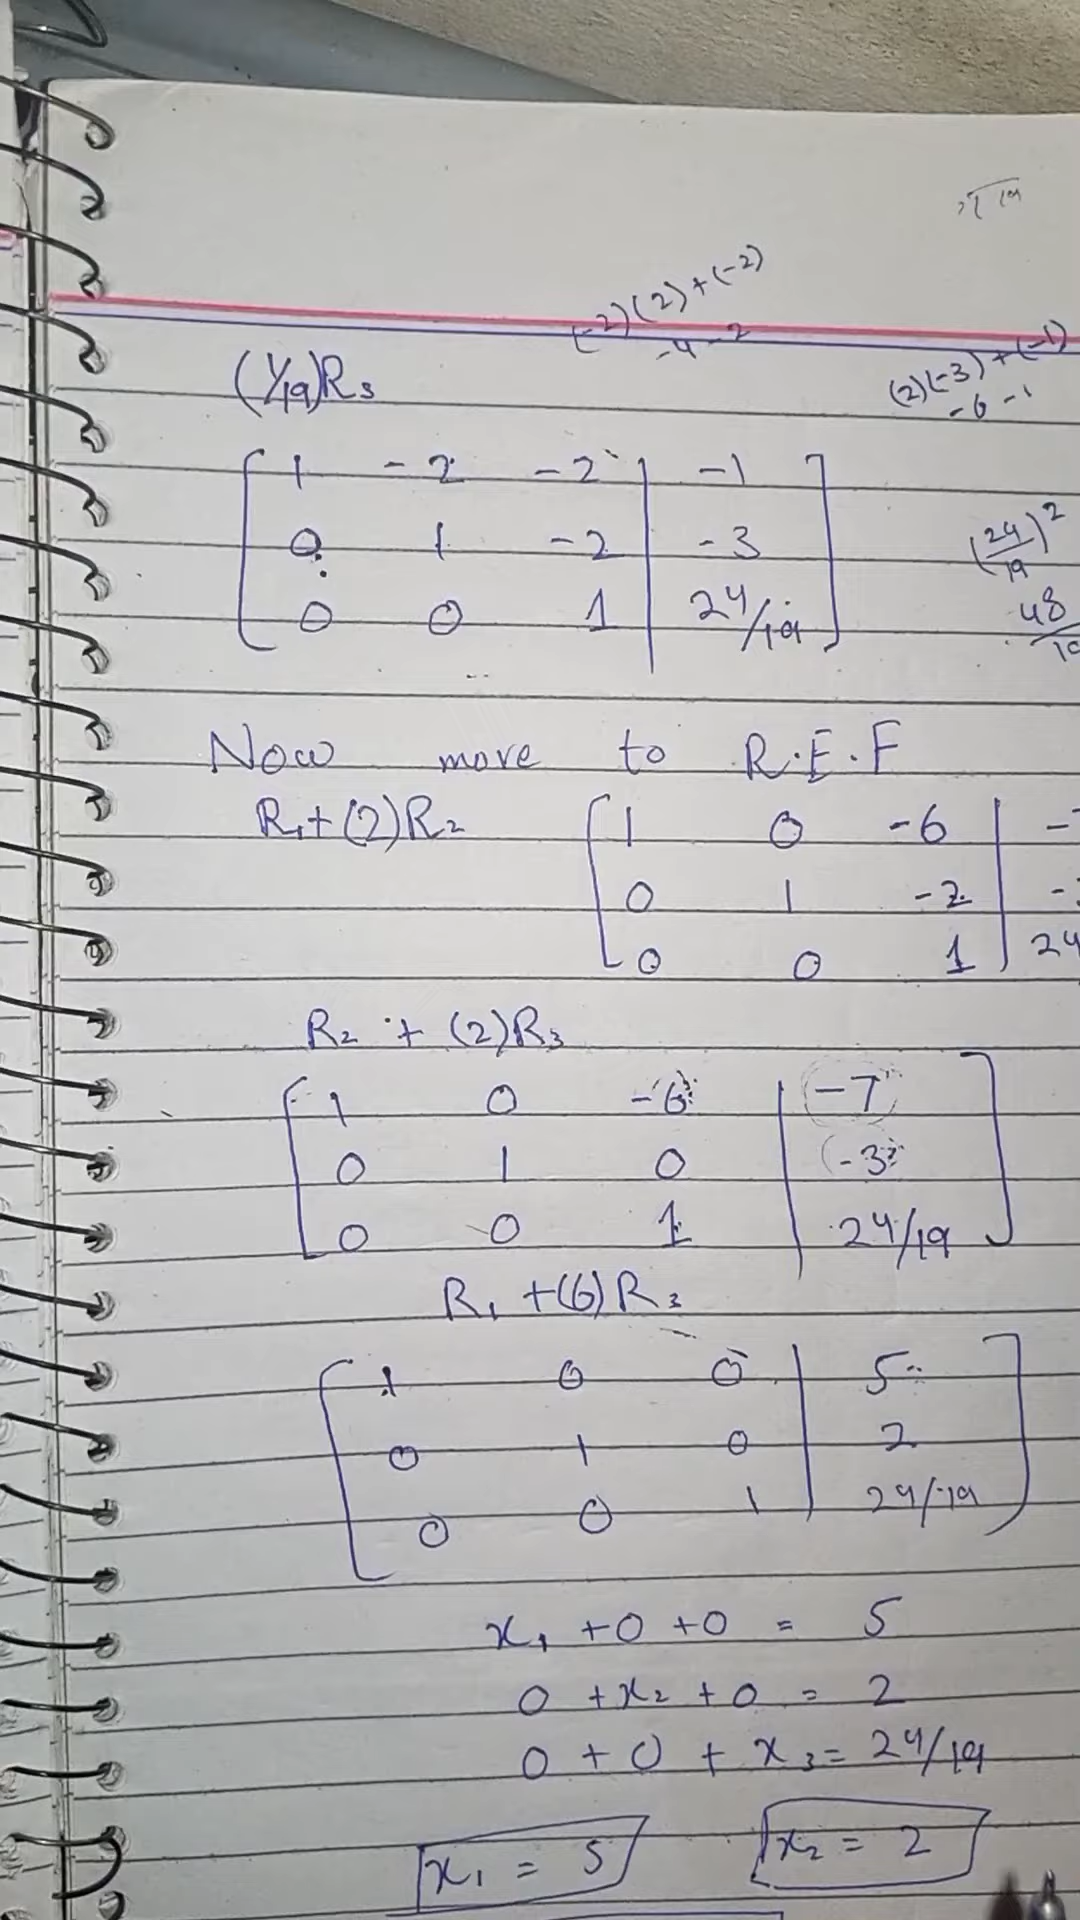 (-2)(2)+(-2)
-4 -2
(2)(-3)+(-1)
-6 -1
(1/19)R3
1 -2 -2 | -1
0 1 -2 | -3
0 0 1 | 24/19
(24/19)2
48
Now move to R.E.F
R1+(2)R2
1 0 -6 |
0 1 -2 |
0 0 1 | 24
R2 + (2)R3
1 0 -6 | -7
0 1 0 | -3
0 0 1 | 24/19
R1 +(6)R3
1 0 0 | 5
0 1 0 | 2
0 0 1 | 24/19
x1 +0 +0 = 5
0 +x2 +0 = 2
0 + 0 + x3 = 24/19
x1 = 5 x2 = 2